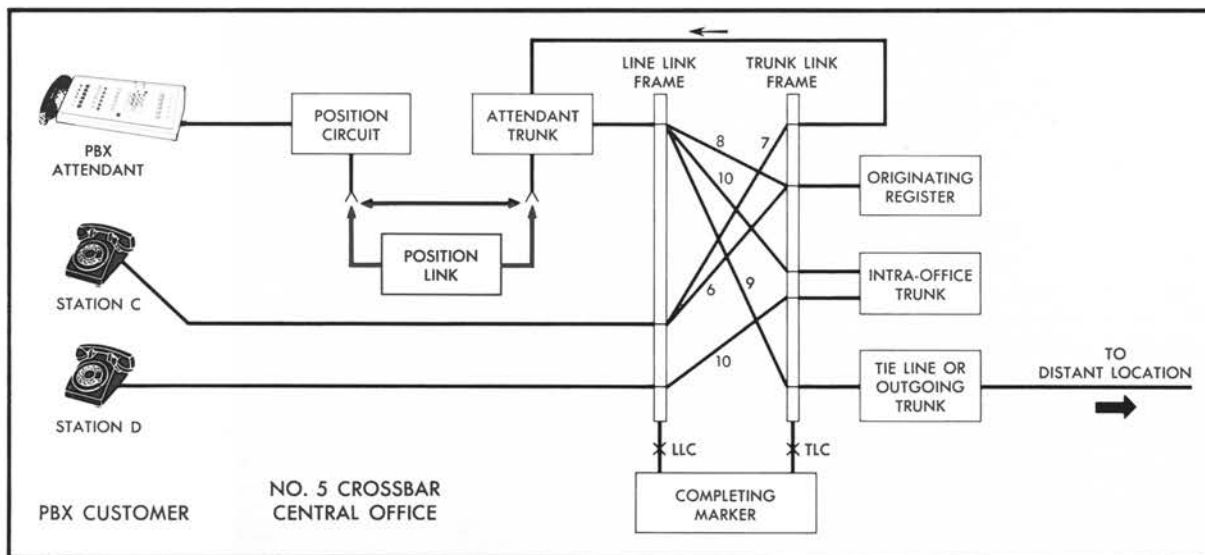 LINE LINK
FRAME
TRUNK LINK
FRAME
PBX
ATTENDANT
POSITION
CIRCUIT
ATTENDANT
TRUNK
8
7
10
ORIGINATING
REGISTER
POSITION
LINK
STATION C
6
9
INTRA-OFFICE
TRUNK
10
STATION D
TIE LINE OR
OUTGOING
TRUNK
TO
DISTANT LOCATION
LLC
TLC
COMPLETING
MARKER
PBX CUSTOMER
NO. 5 CROSSBAR
CENTRAL OFFICE